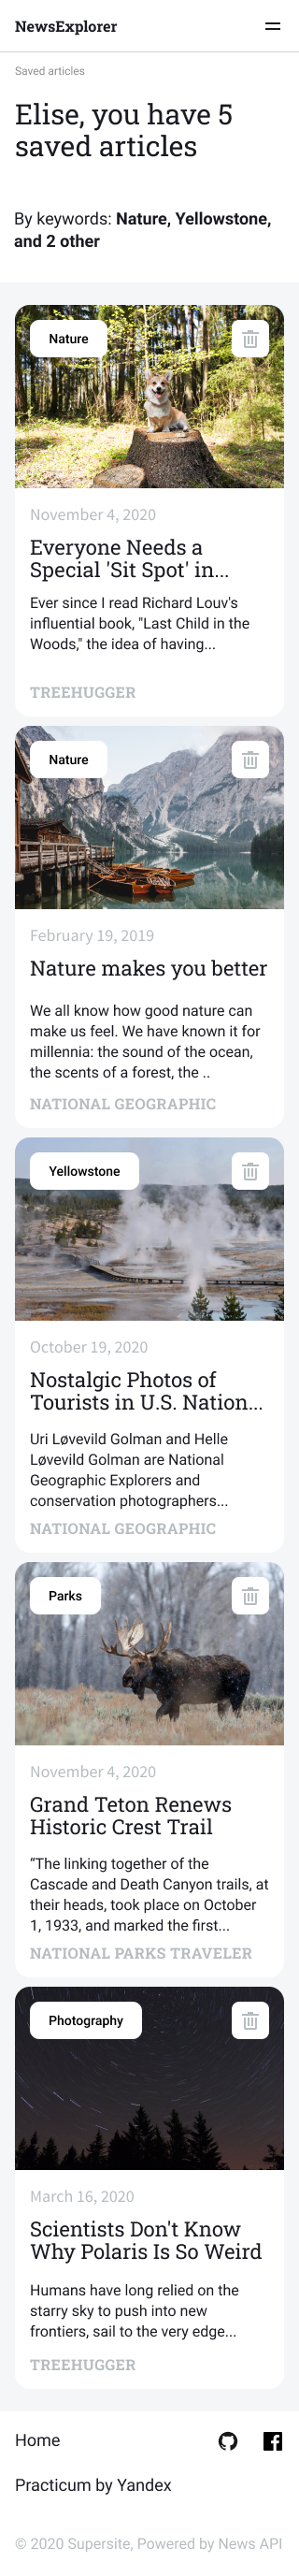 NewsExplorer
Saved articles
Elise, you have 5
saved articles
By keywords: Nature, Yellowstone,
and 2 other
Nature
November 4, 2020
Everyone Needs a
Special 'Sit Spot' in...
Ever since I read Richard Louv's
influential book, "Last Child in the
Woods," the idea of having...
TREEHUGGER
Nature
February 19, 2019
Nature makes you better
We all know how good nature can
make us feel. We have known it for
millennia: the sound of the ocean,
the scents of a forest, the ..
NATIONAL GEOGRAPHIC
Yellowstone
October 19, 2020
Nostalgic Photos of
Tourists in U.S. Nation...
Uri Løvevild Golman and Helle
Løvevild Golman are National
Geographic Explorers and
conservation photographers...
NATIONAL GEOGRAPHIC
Parks
November 4, 2020
Grand Teton Renews
Historic Crest Trail
“The linking together of the
Cascade and Death Canyon trails, at
their heads, took place on October
1, 1933, and marked the first...
NATIONAL PARKS TRAVELER
Photography
March 16, 2020
Scientists Don't Know
Why Polaris Is So Weird
Humans have long relied on the
starry sky to push into new
frontiers, sail to the very edge...
TREEHUGGER
Home
Practicum by Yandex
© 2020 Supersite, Powered by News API